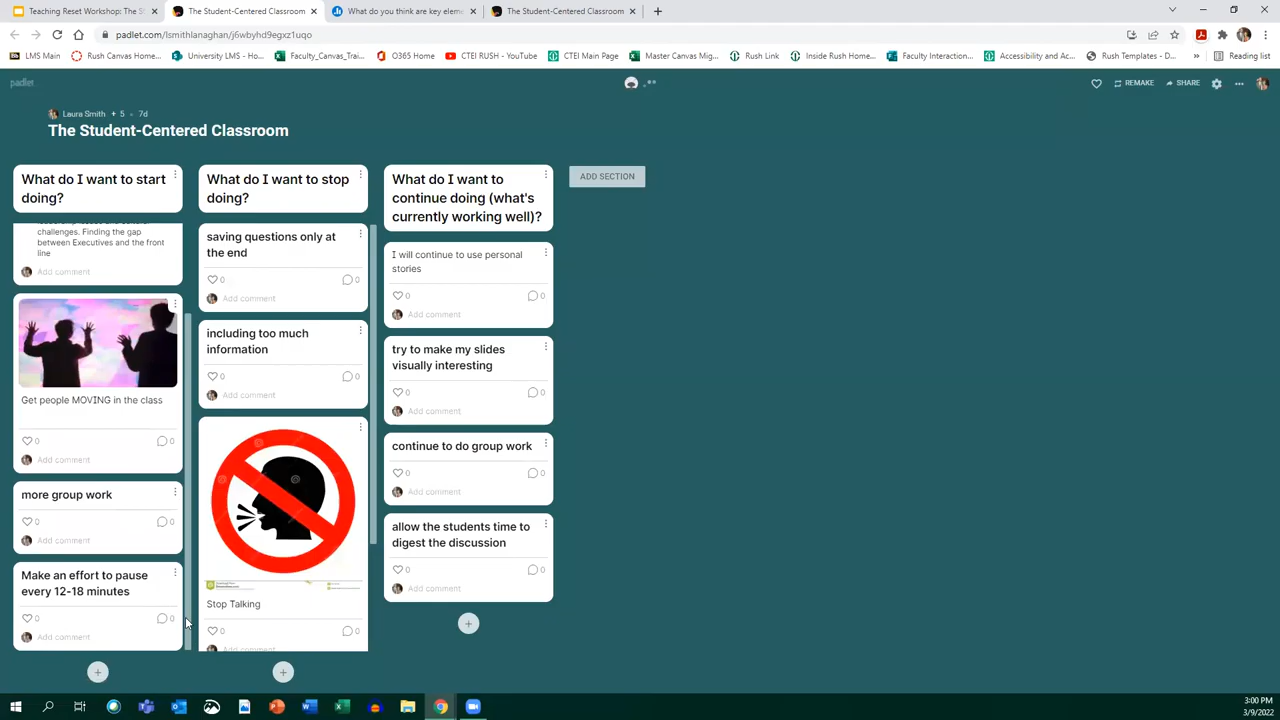 Teaching Reset Workshop: The S
The Student-Centered Classroom
What do you think are key elem
The Student-Centered Classroom
padlet.com/lsmithlanaghan/j6wbyhd9egxz1uqo
LMS Main
Rush Canvas Home...
University LMS - Ho...
Faculty_Canvas_Trai...
O365 Home
CTEI RUSH - YouTube
CTEI Main Page
Master Canvas Mig...
Rush Link
Inside Rush Home
Faculty Interaction...
Accessibility and Ac...
Rush Templates - D...
Reading list
padlet
REMAKE
SHARE
Laura Smith + 5 • 7d
The Student-Centered Classroom
What do I want to start
doing?
challenges. Finding the gap
between Executives and the front
line
Add comment
Get people MOVING in the class
0
0
Add comment
more group work
0
0
Add comment
Make an effort to pause
every 12-18 minutes
0
0
Add comment
What do I want to stop
doing?
saving questions only at
the end
0
0
Add comment
including too much
information
0
0
Add comment
Stop Talking
0
0
Add comment
What do I want to
continue doing (what's
currently working well)?
I will continue to use personal
stories
0
0
Add comment
try to make my slides
visually interesting
0
0
Add comment
continue to do group work
0
0
Add comment
allow the students time to
digest the discussion
0
0
Add comment
ADD SECTION
3:00 PM
3/9/2022